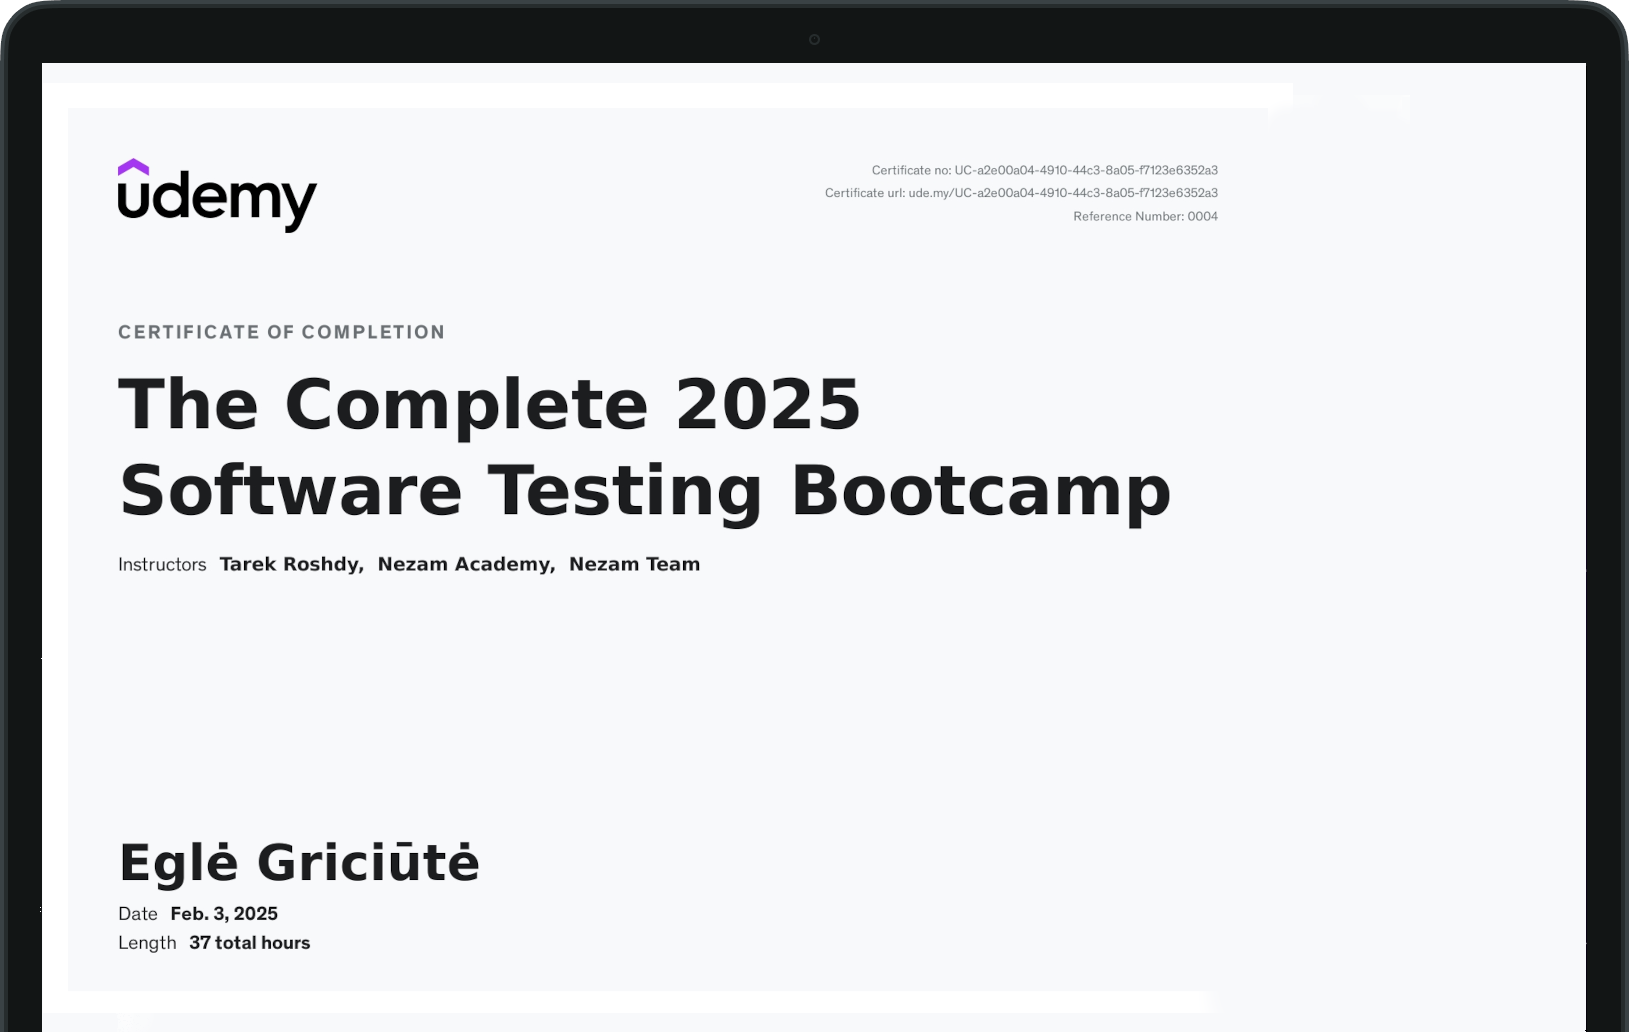 udemy
Certificate no: UC-a2e00a04-4910-44c3-8a05-f7123e6352a3
Certificate url: ude.my/UC-a2e00a04-4910-44c3-8a05-f7123e6352a3
Reference Number: 0004
CERTIFICATE OF COMPLETION
The Complete 2025
Software Testing Bootcamp
Instructors Tarek Roshdy, Nezam Academy, Nezam Team
Eglė Griciūtė
Date Feb. 3, 2025
Length 37 total hours